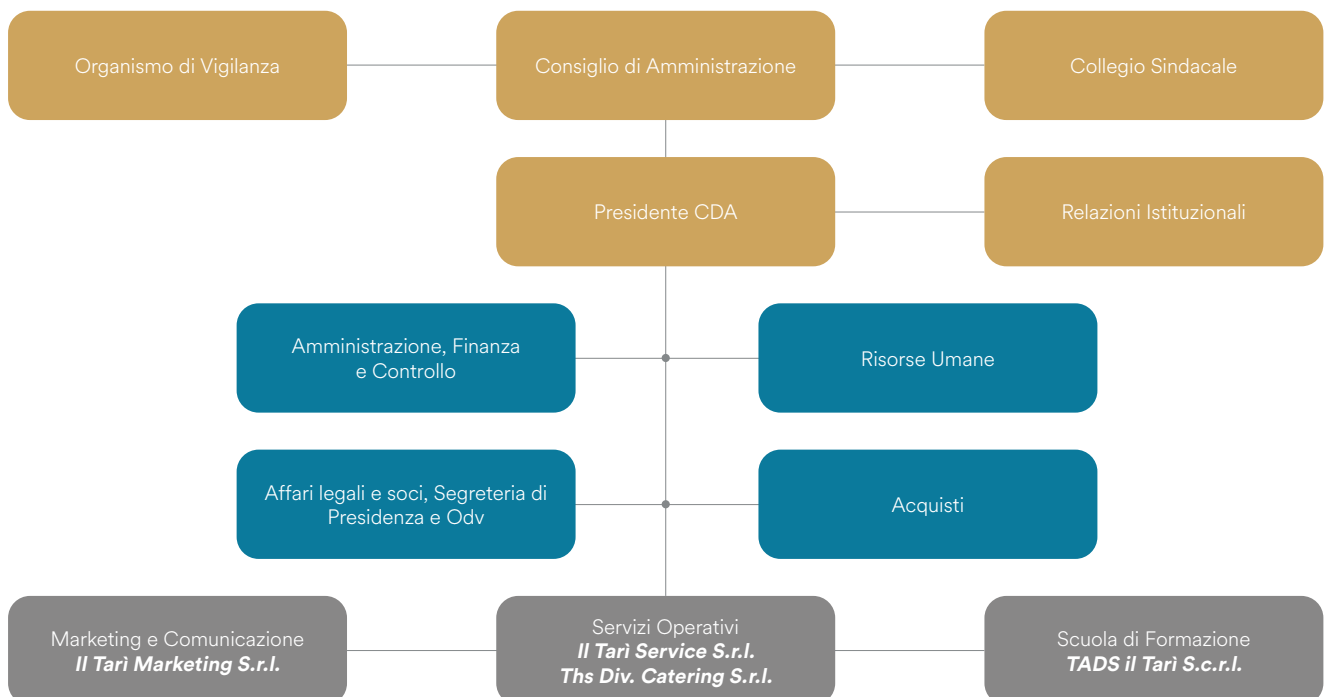 Organismo di Vigilanza
Consiglio di Amministrazione
Collegio Sindacale
Presidente CDA
Relazioni Istituzionali
Amministrazione, Finanza
e Controllo
Risorse Umane
Affari legali e soci, Segreteria di
Presidenza e Odv
Acquisti
Marketing e Comunicazione
Il Tarì Marketing S.r.l.
Servizi Operativi
Il Tarì Service S.r.l.
Ths Div. Catering S.r.l.
Scuola di Formazione
TADS il Tarì S.c.r.l.